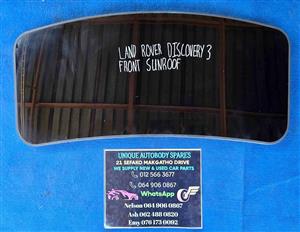 LAND ROVER DISCOVERY 3
FRONT SUNROOF
UNIQUE AUTOBODY SPARES
21 SEFAKO MAKGATHO DRIVE
WE SUPPLY NEW & USED CAR PARTS
012 566 3677
064 906 0867
WhatsApp
Nelson 064 906 0867
Ash 062 488 0820
Emy 076 173 0092